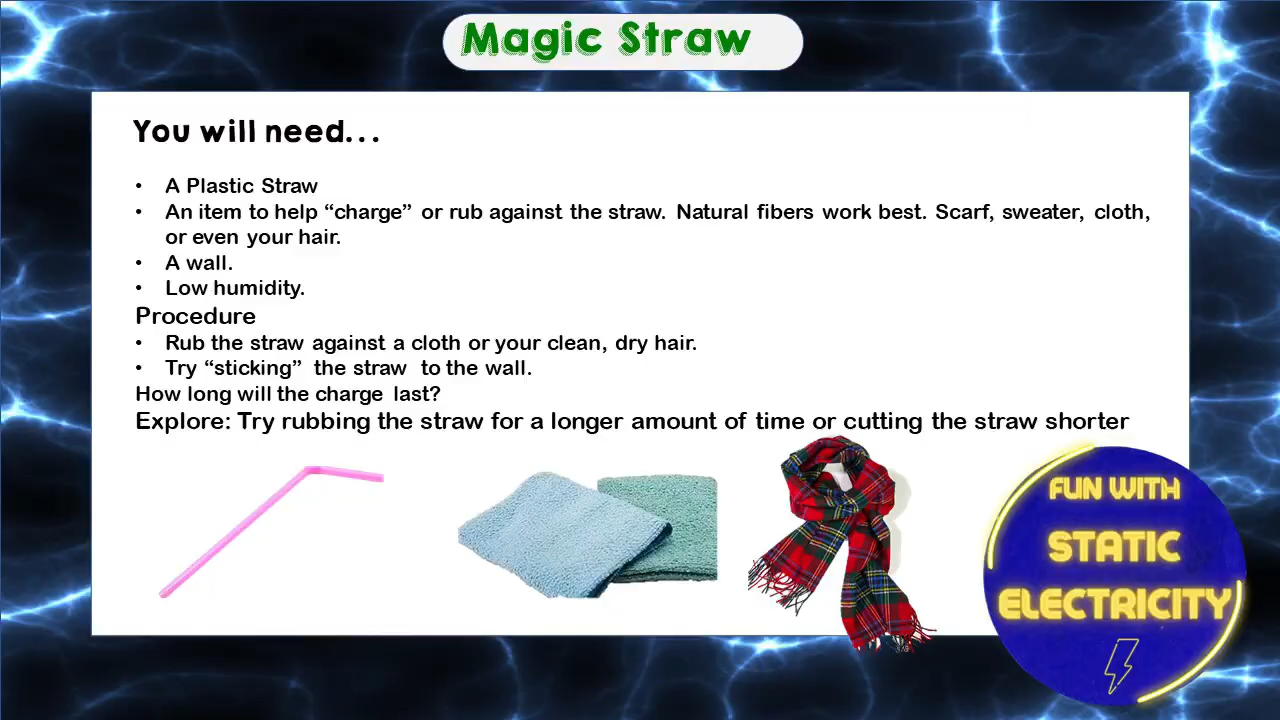 Magic Straw
You will need...
• A Plastic Straw
• An item to help “charge” or rub against the straw. Natural fibers work best. Scarf, sweater, cloth,
or even your hair.
• A wall.
• Low humidity.
Procedure
• Rub the straw against a cloth or your clean, dry hair.
• Try “sticking” the straw to the wall.
How long will the charge last?
Explore: Try rubbing the straw for a longer amount of time or cutting the straw shorter
FUN WITH
STATIC
ELECTRICITY